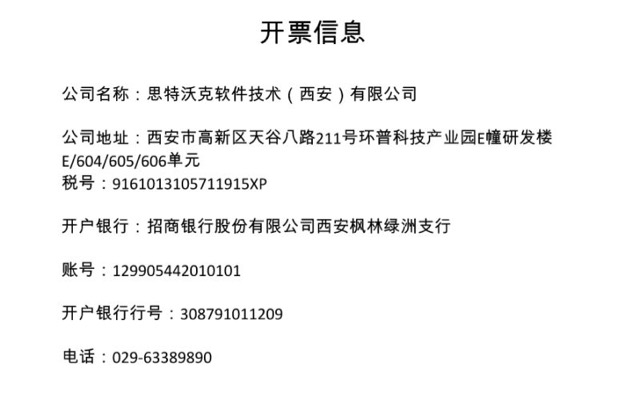 开票信息
公司名称：思特沃克软件技术（西安）有限公司
公司地址：西安市高新区天谷八路211号环普科技产业园E幢研发楼
E/604/605/606单元
税号：9161013105711915XP
开户银行：招商银行股份有限公司西安枫林绿洲支行
账号：129905442010101
开户银行行号：308791011209
电话：029-63389890